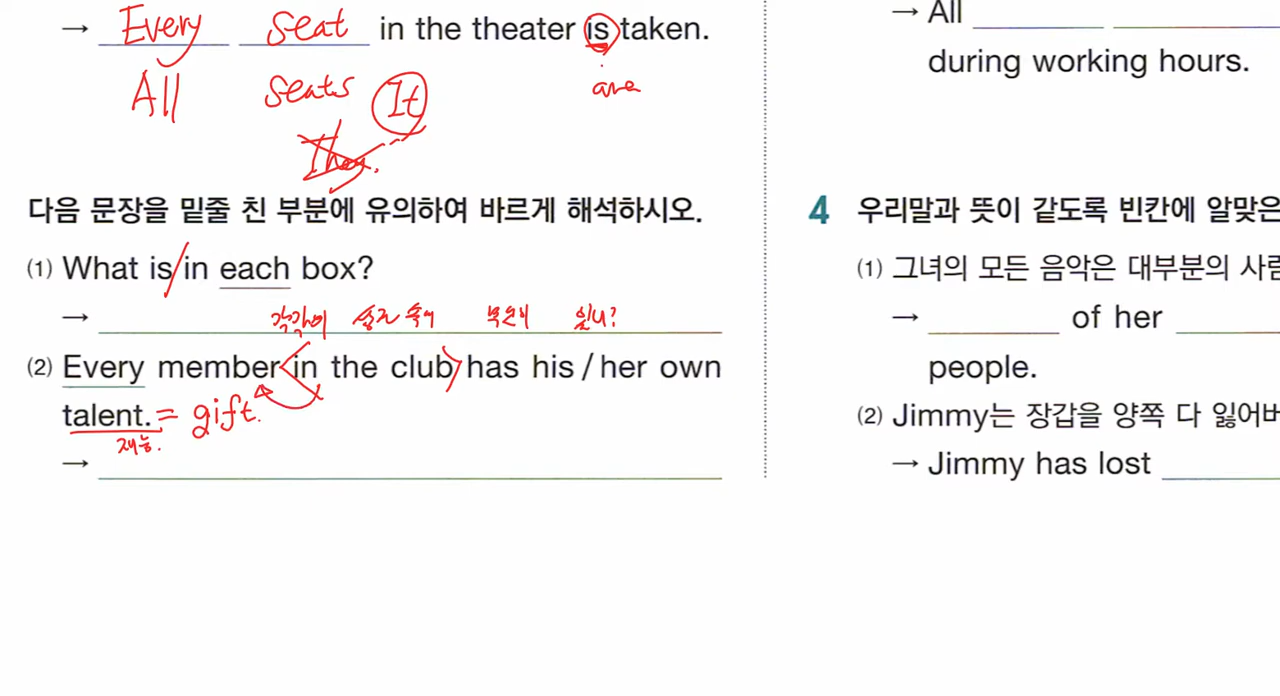 → Every seat in the theater is taken.
All seats It are
They.
다음 문장을 밑줄 친 부분에 유의하여 바르게 해석하시오.
(1) What is / in each box?
→ 각각의 상자 속에 무엇이 있니?
(2) Every member in the club has his / her own
talent. = gift.
재능.
→
→ All
during working hours.
4 우리말과 뜻이 같도록 빈칸에 알맞은
(1) 그녀의 모든 음악은 대부분의 사람
→ of her
people.
(2) Jimmy는 장갑을 양쪽 다 잃어버
→ Jimmy has lost